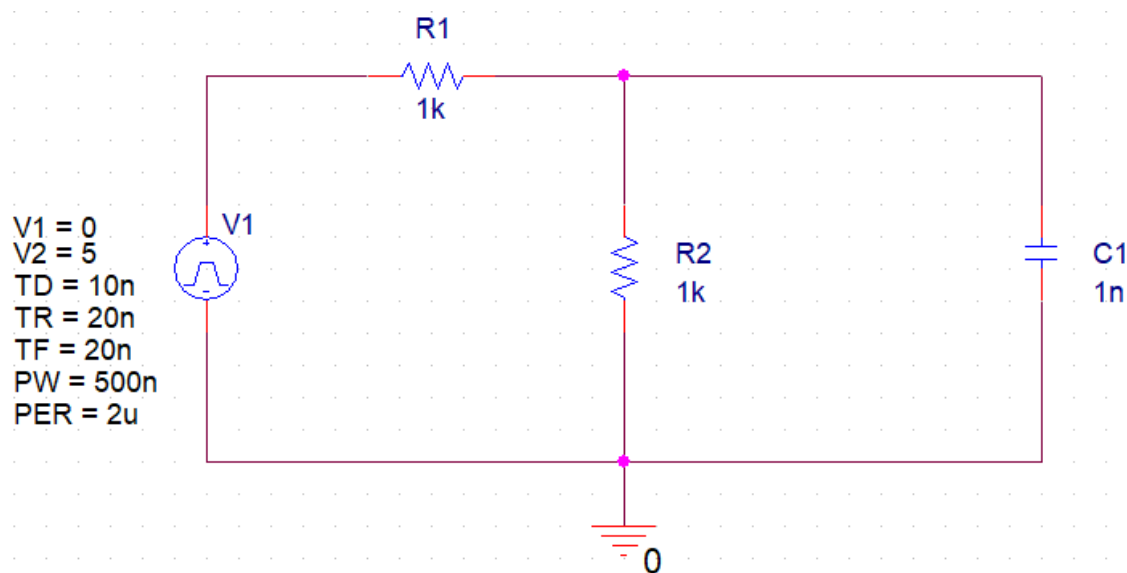 R1
1k
V1 = 0
V2 = 5
TD = 10n
TR = 20n
TF = 20n
PW = 500n
PER = 2u
V1
R2
1k
C1
1n
0